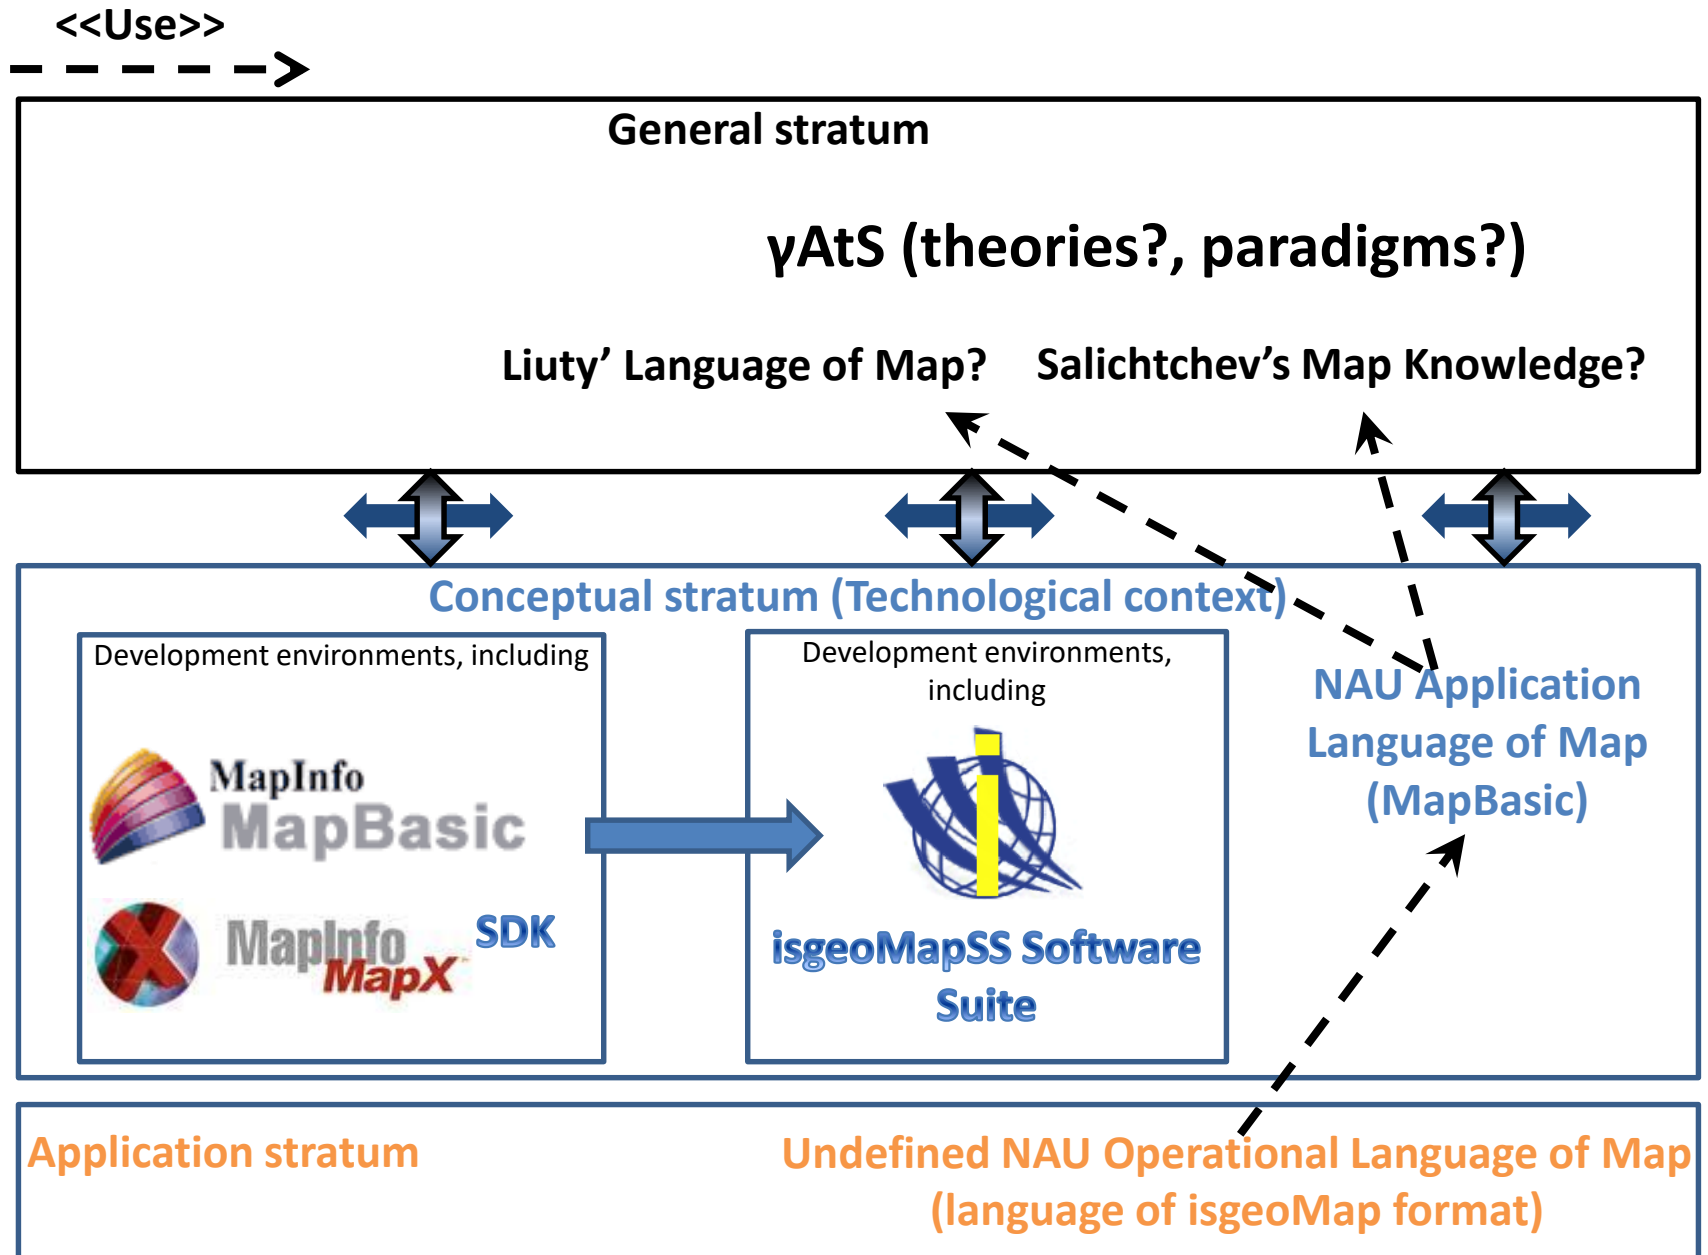 <<Use>>
General stratum
γAtS (theories?, paradigms?)
Liuty’ Language of Map?
Salichtchev’s Map Knowledge?
Conceptual stratum (Technological context)
Development environments, including
MapInfo
MapBasic
MapInfo
MapX
SDK
Development environments,
including
i
isgeoMapSS Software
Suite
NAU Application
Language of Map
(MapBasic)
Application stratum
Undefined NAU Operational Language of Map
(language of isgeoMap format)